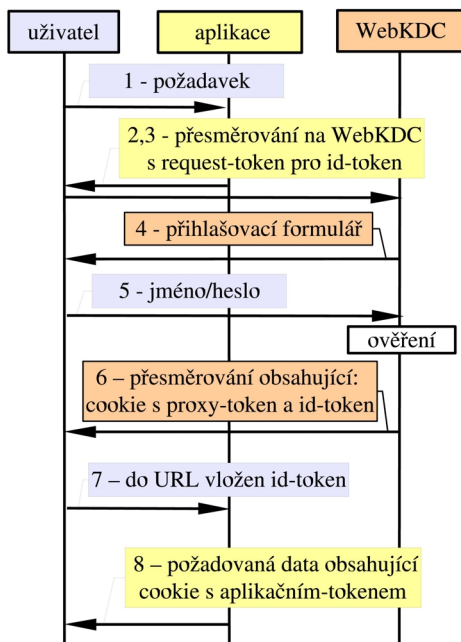 uživatel
aplikace
WebKDC
1 - požadavek
2,3 - přesměrování na WebKDC
s request-token pro id-token
4 - přihlašovací formulář
5 - jméno/heslo
ověření
6 – přesměrování obsahující:
cookie s proxy-token a id-token
7 – do URL vložen id-token
8 – požadovaná data obsahující
cookie s aplikačním-tokenem